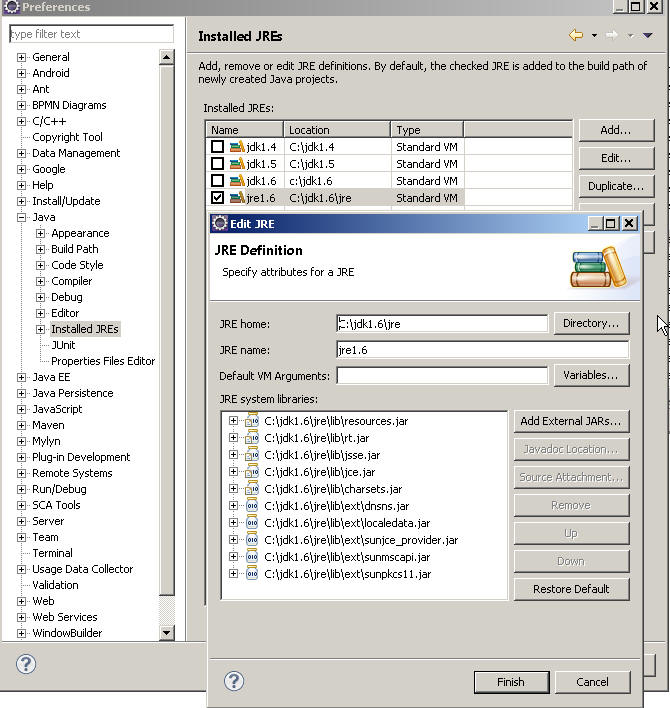 Preferences
type filter text
General
Android
Ant
BPMN Diagrams
C/C++
Copyright Tool
Data Management
Google
Help
Install/Update
Java
Appearance
Build Path
Code Style
Compiler
Debug
Editor
Installed JREs
JUnit
Properties Files Editor
Java EE
Java Persistence
JavaScript
Maven
Mylyn
Plug-in Development
Remote Systems
Run/Debug
SCA Tools
Server
Team
Terminal
Usage Data Collector
Validation
Web
Web Services
WindowBuilder
Installed JREs
Add, remove or edit JRE definitions. By default, the checked JRE is added to the build path of
newly created Java projects.
Installed JREs:
Name Location Type
jdk1.4 C:\jdk1.4 Standard VM
jdk1.5 C:\jdk1.5 Standard VM
jdk1.6 c:\jdk1.6 Standard VM
jre1.6 C:\jdk1.6\jre Standard VM
Add...
Edit...
Duplicate...
Edit JRE
JRE Definition
Specify attributes for a JRE
JRE home: C:\jdk1.6\jre Directory...
JRE name: jre1.6
Default VM Arguments: Variables...
JRE system libraries:
C:\jdk1.6\jre\lib\resources.jar
C:\jdk1.6\jre\lib\rt.jar
C:\jdk1.6\jre\lib\jsse.jar
C:\jdk1.6\jre\lib\jce.jar
C:\jdk1.6\jre\lib\charsets.jar
C:\jdk1.6\jre\lib\ext\dnsns.jar
C:\jdk1.6\jre\lib\ext\localedata.jar
C:\jdk1.6\jre\lib\ext\sunjce_provider.jar
C:\jdk1.6\jre\lib\ext\sunmscapi.jar
C:\jdk1.6\jre\lib\ext\sunpkcs11.jar
Add External JARs...
Javadoc Location...
Source Attachment...
Remove
Up
Down
Restore Default
Finish
Cancel